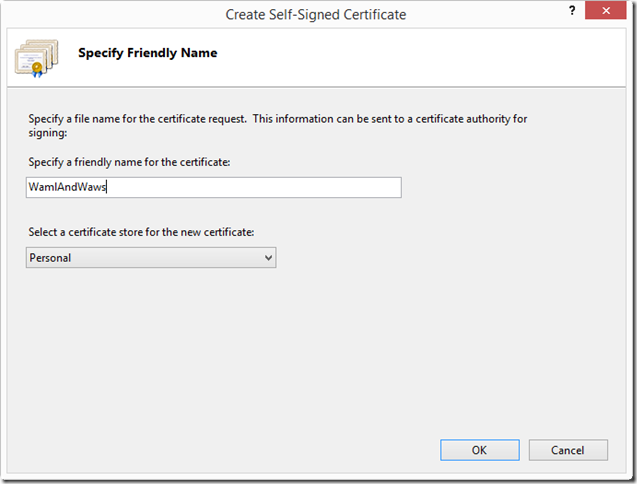 Create Self-Signed Certificate
?
Specify Friendly Name
Specify a file name for the certificate request.  This information can be sent to a certificate authority for
signing:
Specify a friendly name for the certificate:
WamlAndWaws
Select a certificate store for the new certificate:
Personal
OK
Cancel